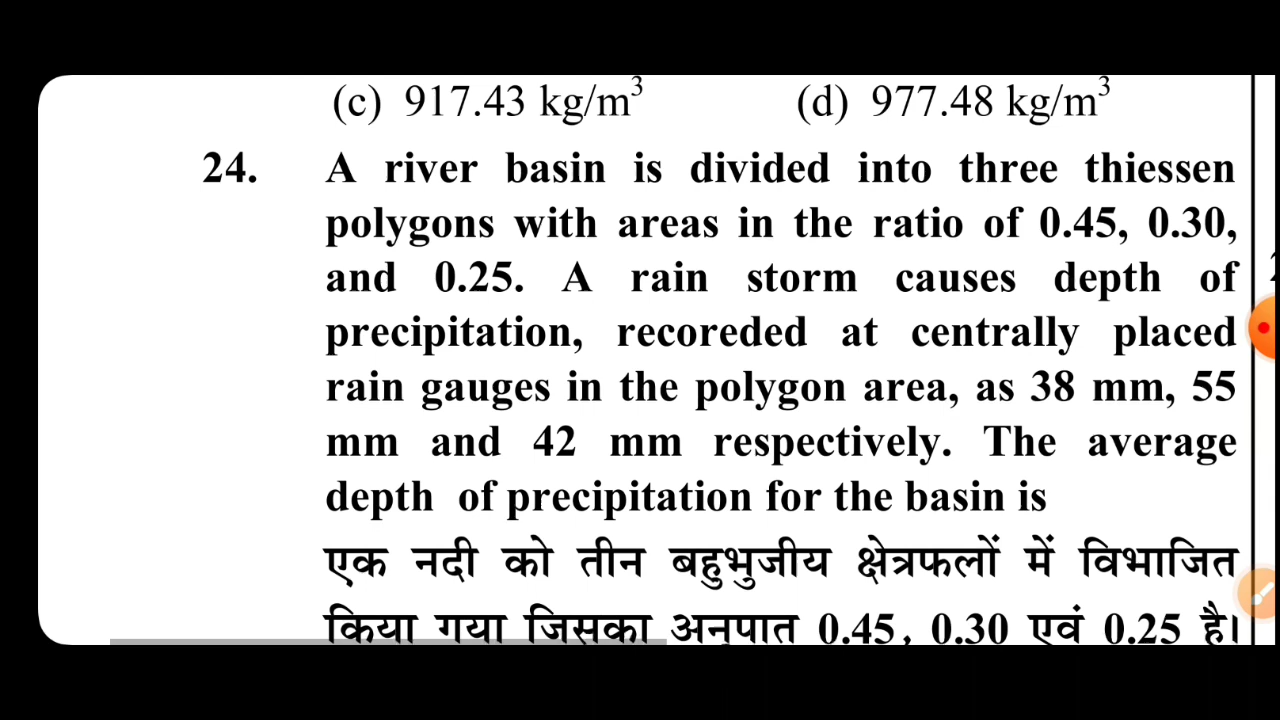 (c) 917.43 kg/m³ (d) 977.48 kg/m³
24. A river basin is divided into three thiessen
polygons with areas in the ratio of 0.45, 0.30,
and 0.25. A rain storm causes depth of
precipitation, recoreded at centrally placed
rain gauges in the polygon area, as 38 mm, 55
mm and 42 mm respectively. The average
depth of precipitation for the basin is
एक नदी को तीन बहुभुजीय क्षेत्रफलों में विभाजित
किया गया जिसका अनुपात 0.45, 0.30 एवं 0.25 है।